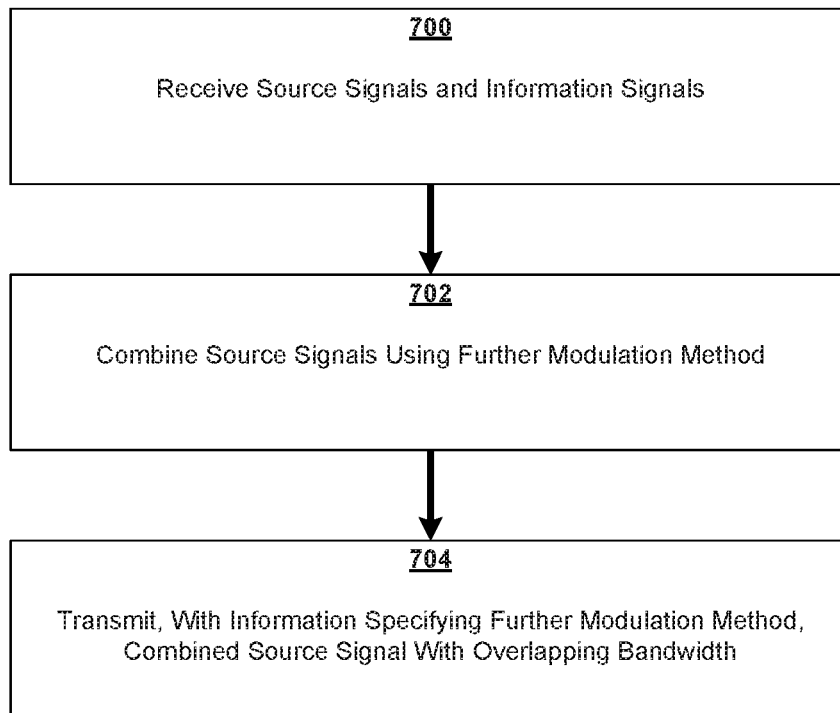 700
Receive Source Signals and Information Signals
702
Combine Source Signals Using Further Modulation Method
704
Transmit, With Information Specifying Further Modulation Method,
Combined Source Signal With Overlapping Bandwidth